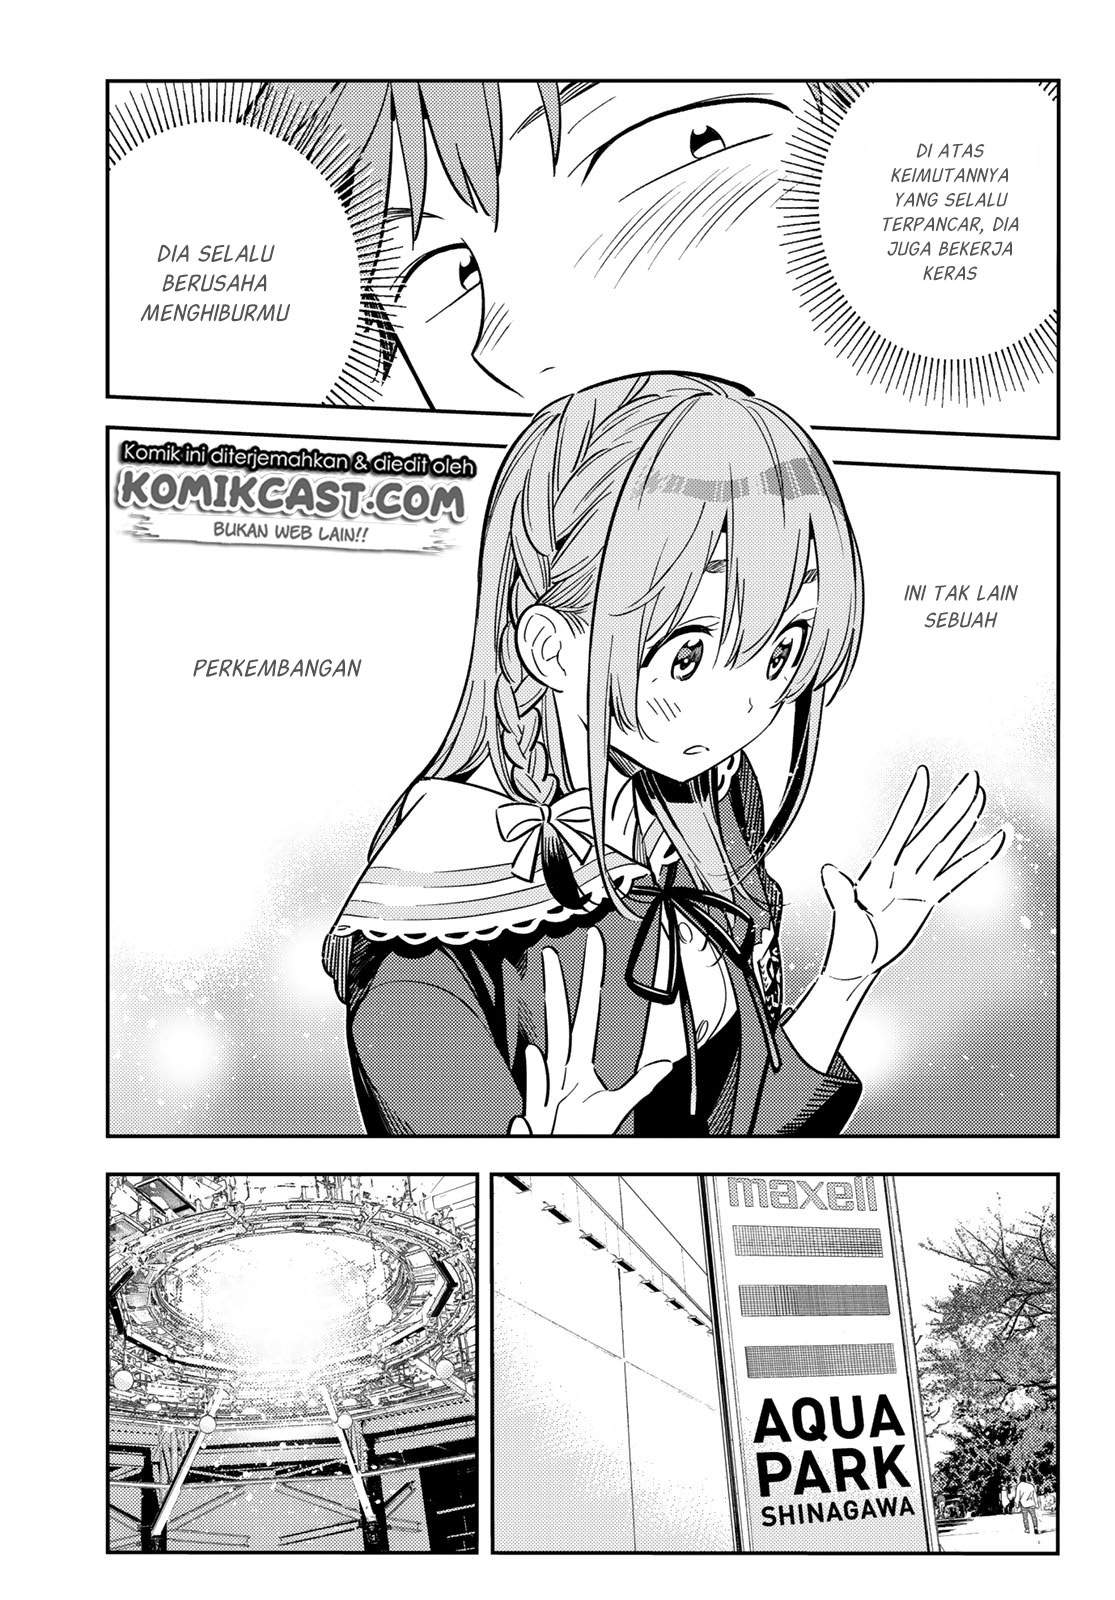 DI ATAS
KEIMUTANNYA
YANG SELALU
TERPANCAR, DIA
JUGA BEKERJA
KERAS
DIA SELALU
BERUSAHA
MENGHIBURMU
Komik ini diterjemahkan & diedit oleh
KOMIKCAST.COM
BUKAN WEB LAIN!!
INI TAK LAIN
SEBUAH
PERKEMBANGAN
maxell
AQUA
PARK
SHINAGAWA